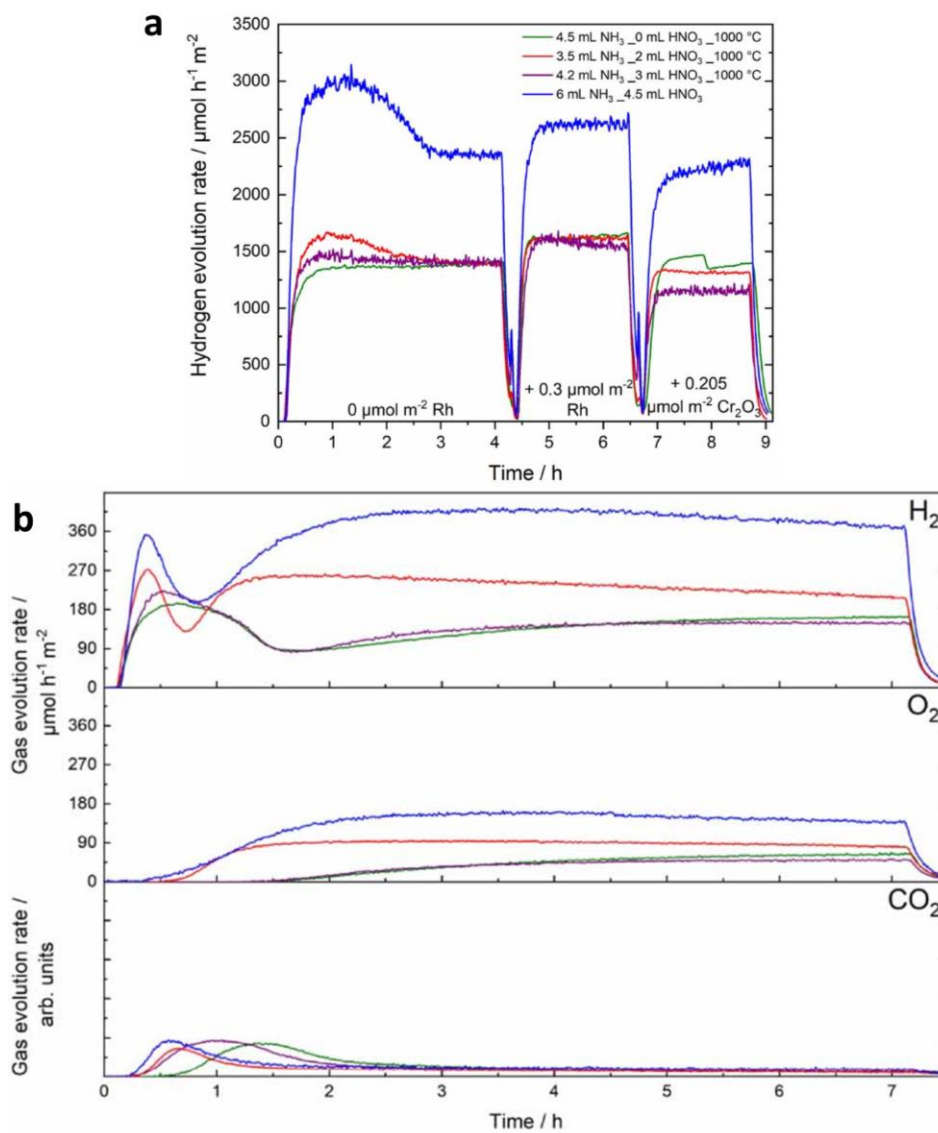 a
Hydrogen evolution rate / µmol h⁻¹ m⁻²
3500
3000
2500
2000
1500
1000
500
0
4.5 mL NH₃ _0 mL HNO₃ _1000 °C
3.5 mL NH₃ _2 mL HNO₃ _1000 °C
4.2 mL NH₃ _3 mL HNO₃ _1000 °C
6 mL NH₃ _4.5 mL HNO₃
0 µmol m⁻² Rh
+ 0.3 µmol m⁻²
Rh
+ 0.205
µmol m⁻² Cr₂O₃
0 1 2 3 4 5 6 7 8 9
Time / h
b
H₂
360
270
180
90
0
Gas evolution rate /
µmol h⁻¹ m⁻²
O₂
360
270
180
90
0
CO₂
Gas evolution rate /
arb. units
0 1 2 3 4 5 6 7
Time / h